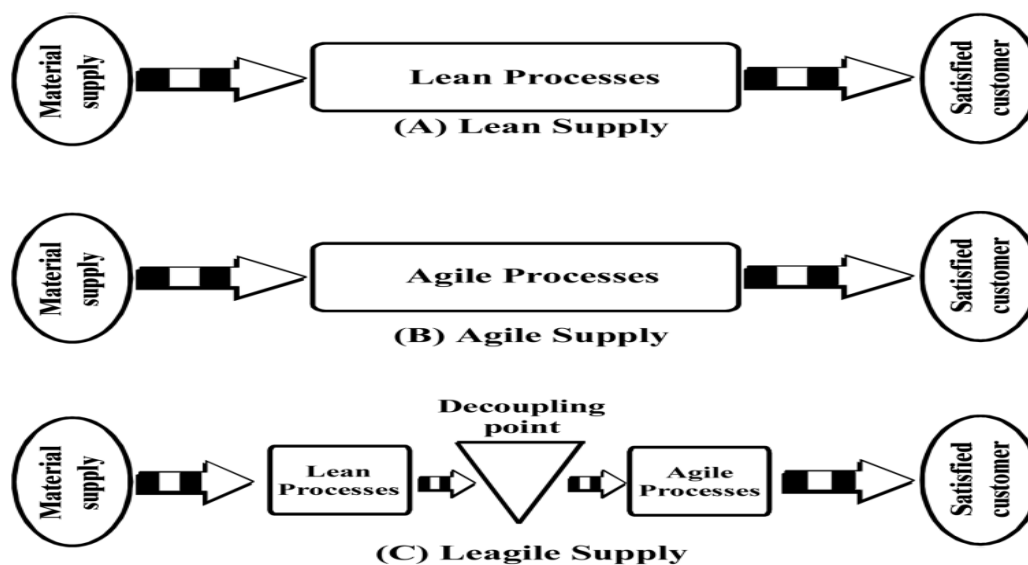 Material
supply
Lean Processes
Satisfied
customer
(A) Lean Supply
Material
supply
Agile Processes
Satisfied
customer
(B) Agile Supply
Material
supply
Lean
Processes
Decoupling
point
Agile
Processes
Satisfied
customer
(C) Leagile Supply